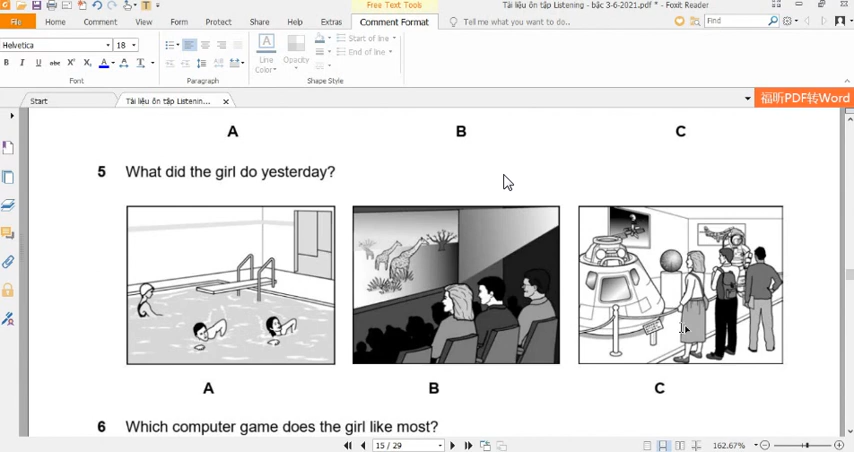 Free Text Tools
Tài liệu ôn tập Listening - bậc 3-6-2021.pdf * - Foxit Reader
File
Home
Comment
View
Form
Protect
Share
Help
Extras
Comment Format
Tell me what you want to do..
Find
Helvetica
18
B I U abc X² X₂ A A T
Font
Paragraph
A
Line
Color
Opacity
Start of line
End of line
Shape Style
Start
Tài liệu ôn tập Listenin...
福昕PDF转Word
A
B
C
5 What did the girl do yesterday?
A
B
C
6 Which computer game does the girl like most?
15 / 29
162.67%